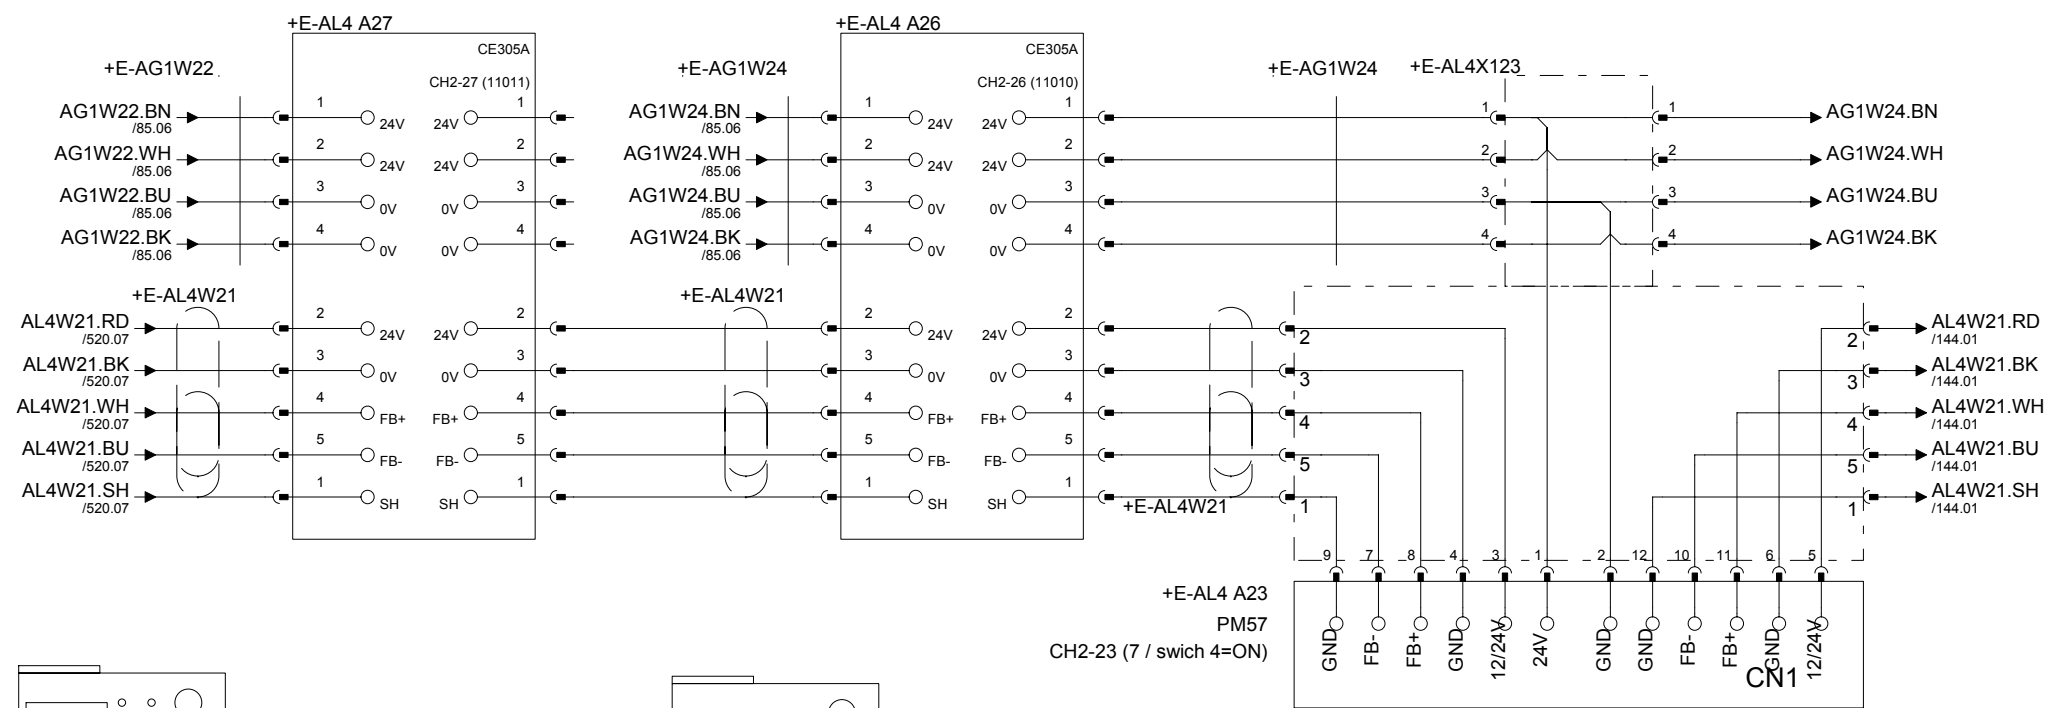 +E-AL4 A27
+E-AL4 A26
CE305A
CE305A
+E-AG1W22
+E-AG1W24
+E-AG1W24
+E-AL4X123
CH2-27 (11011)
CH2-26 (11010)
AG1W22.BN 1 24V 24V 1 AG1W24.BN 1 24V 24V 1 1 1 AG1W24.BN
/85.06 /85.06
AG1W22.WH 2 24V 24V 2 AG1W24.WH 2 24V 24V 2 2 2 AG1W24.WH
/85.06 /85.06
AG1W22.BU 3 0V 0V 3 AG1W24.BU 3 0V 0V 3 3 3 AG1W24.BU
/85.06 /85.06
AG1W22.BK 4 0V 0V 4 AG1W24.BK 4 0V 0V 4 4 4 AG1W24.BK
/85.06 /85.06
+E-AL4W21
+E-AL4W21
AL4W21.RD 2 24V 24V 2 2 24V 24V 2 2 2 AL4W21.RD
/520.07 /144.01
AL4W21.BK 3 0V 0V 3 3 0V 0V 3 3 3 AL4W21.BK
/520.07 /144.01
AL4W21.WH 4 FB+ FB+ 4 4 FB+ FB+ 4 4 4 AL4W21.WH
/520.07 /144.01
AL4W21.BU 5 FB- FB- 5 5 FB- FB- 5 5 5 AL4W21.BU
/520.07 /144.01
AL4W21.SH 1 SH SH 1 1 SH SH 1 1 1 AL4W21.SH
/520.07 /144.01
+E-AL4W21
9 7 8 4 3 1 2 12 10 11 6 5
+E-AL4 A23
PM57
CH2-23 (7 / swich 4=ON)
GND FB- FB+ GND 12/24V 24V GND GND FB- FB+ GND 12/24V
CN1